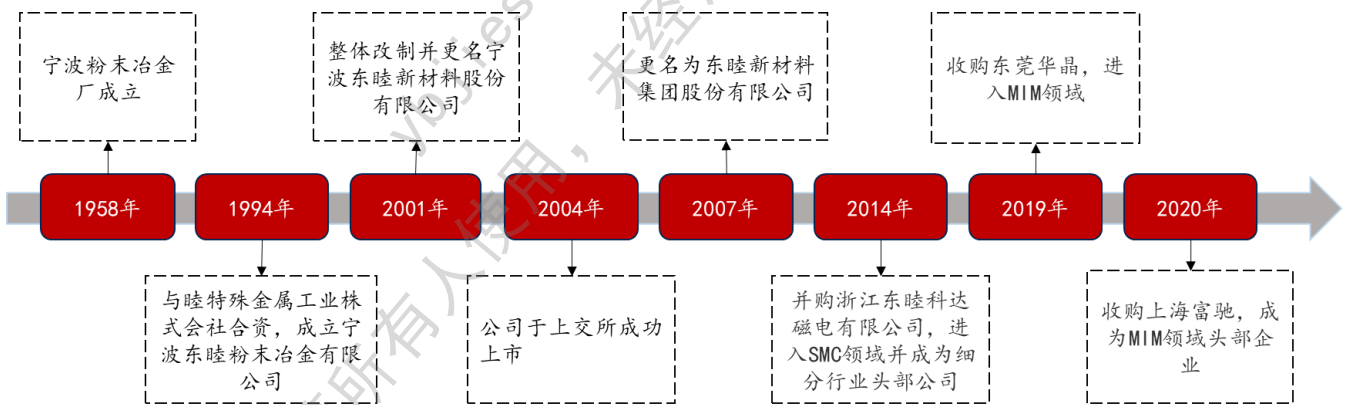 宁波粉末冶金
厂成立
整体改制并更名宁
波东睦新材料股份
有限公司
更名为东睦新材料
集团股份有限公司
收购东莞华晶，进
入MIM领域
1958年
1994年
2001年
2004年
2007年
2014年
2019年
2020年
与睦特殊金属工业株
式会社合资，成立宁
波东睦粉末冶金有限
公司
公司于上交所成功
上市
并购浙江东睦科达
磁电有限公司，进
入SMC领域并成为细
分行业头部公司
收购上海富驰，成
为MIM领域头部企
业
所有人使用，未经